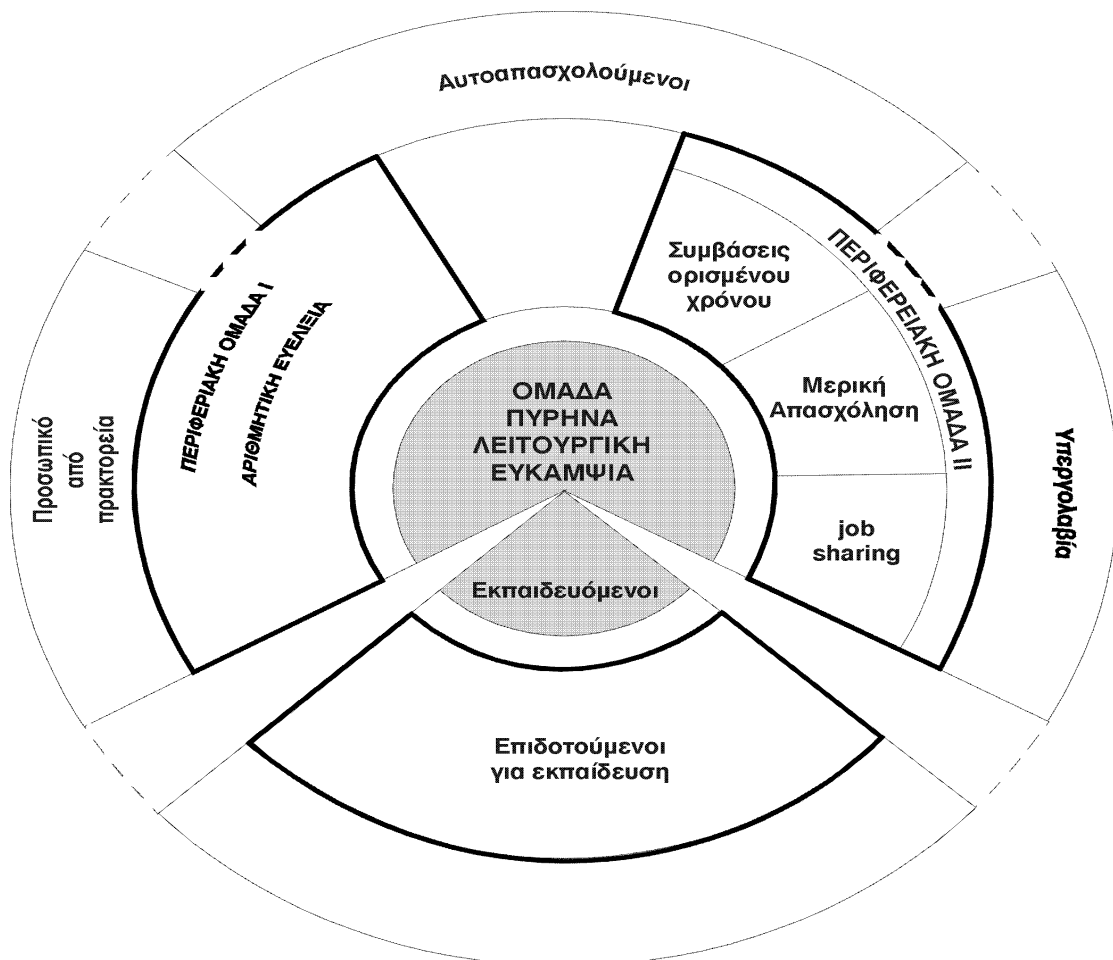 Αυτοαπασχολούμενοι
ΠΕΡΙΦΕΡΙΑΚΗ ΟΜΑΔΑ Ι
ΑΡΙΘΜΗΤΙΚΗ ΕΥΕΛΙΞΙΑ
Προσωπικό
από
πρακτορεία
Συμβάσεις
ορισμένου
χρόνου
ΠΕΡΙΦΕΡΕΙΑΚΗ ΟΜΑΔΑ ΙΙ
Μερική
Απασχόληση
job
sharing
Υπεργολαβία
ΟΜΑΔΑ
ΠΥΡΗΝΑ
ΛΕΙΤΟΥΡΓΙΚΗ
ΕΥΚΑΜΨΙΑ
Εκπαιδευόμενοι
Επιδοτούμενοι
για εκπαίδευση